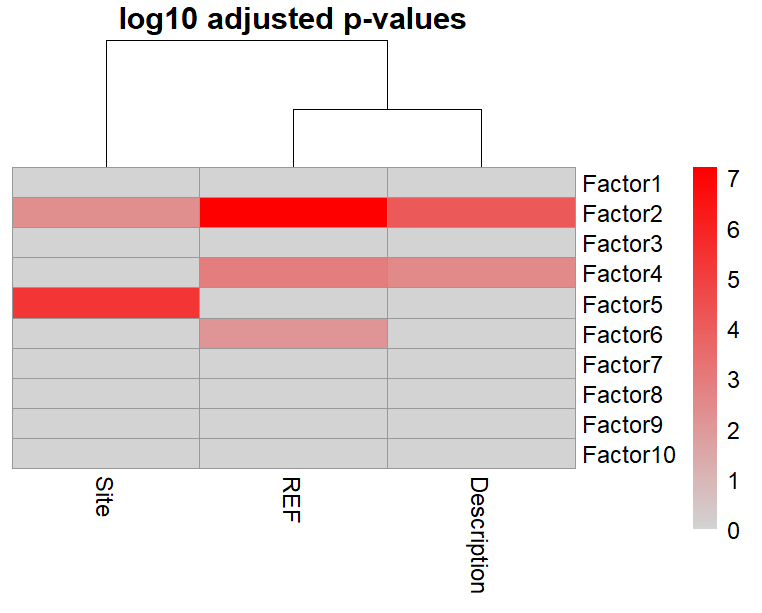 log10 adjusted p-values
Factor1
Factor2
Factor3
Factor4
Factor5
Factor6
Factor7
Factor8
Factor9
Factor10
7
6
5
4
3
2
1
0
Site
REF
Description